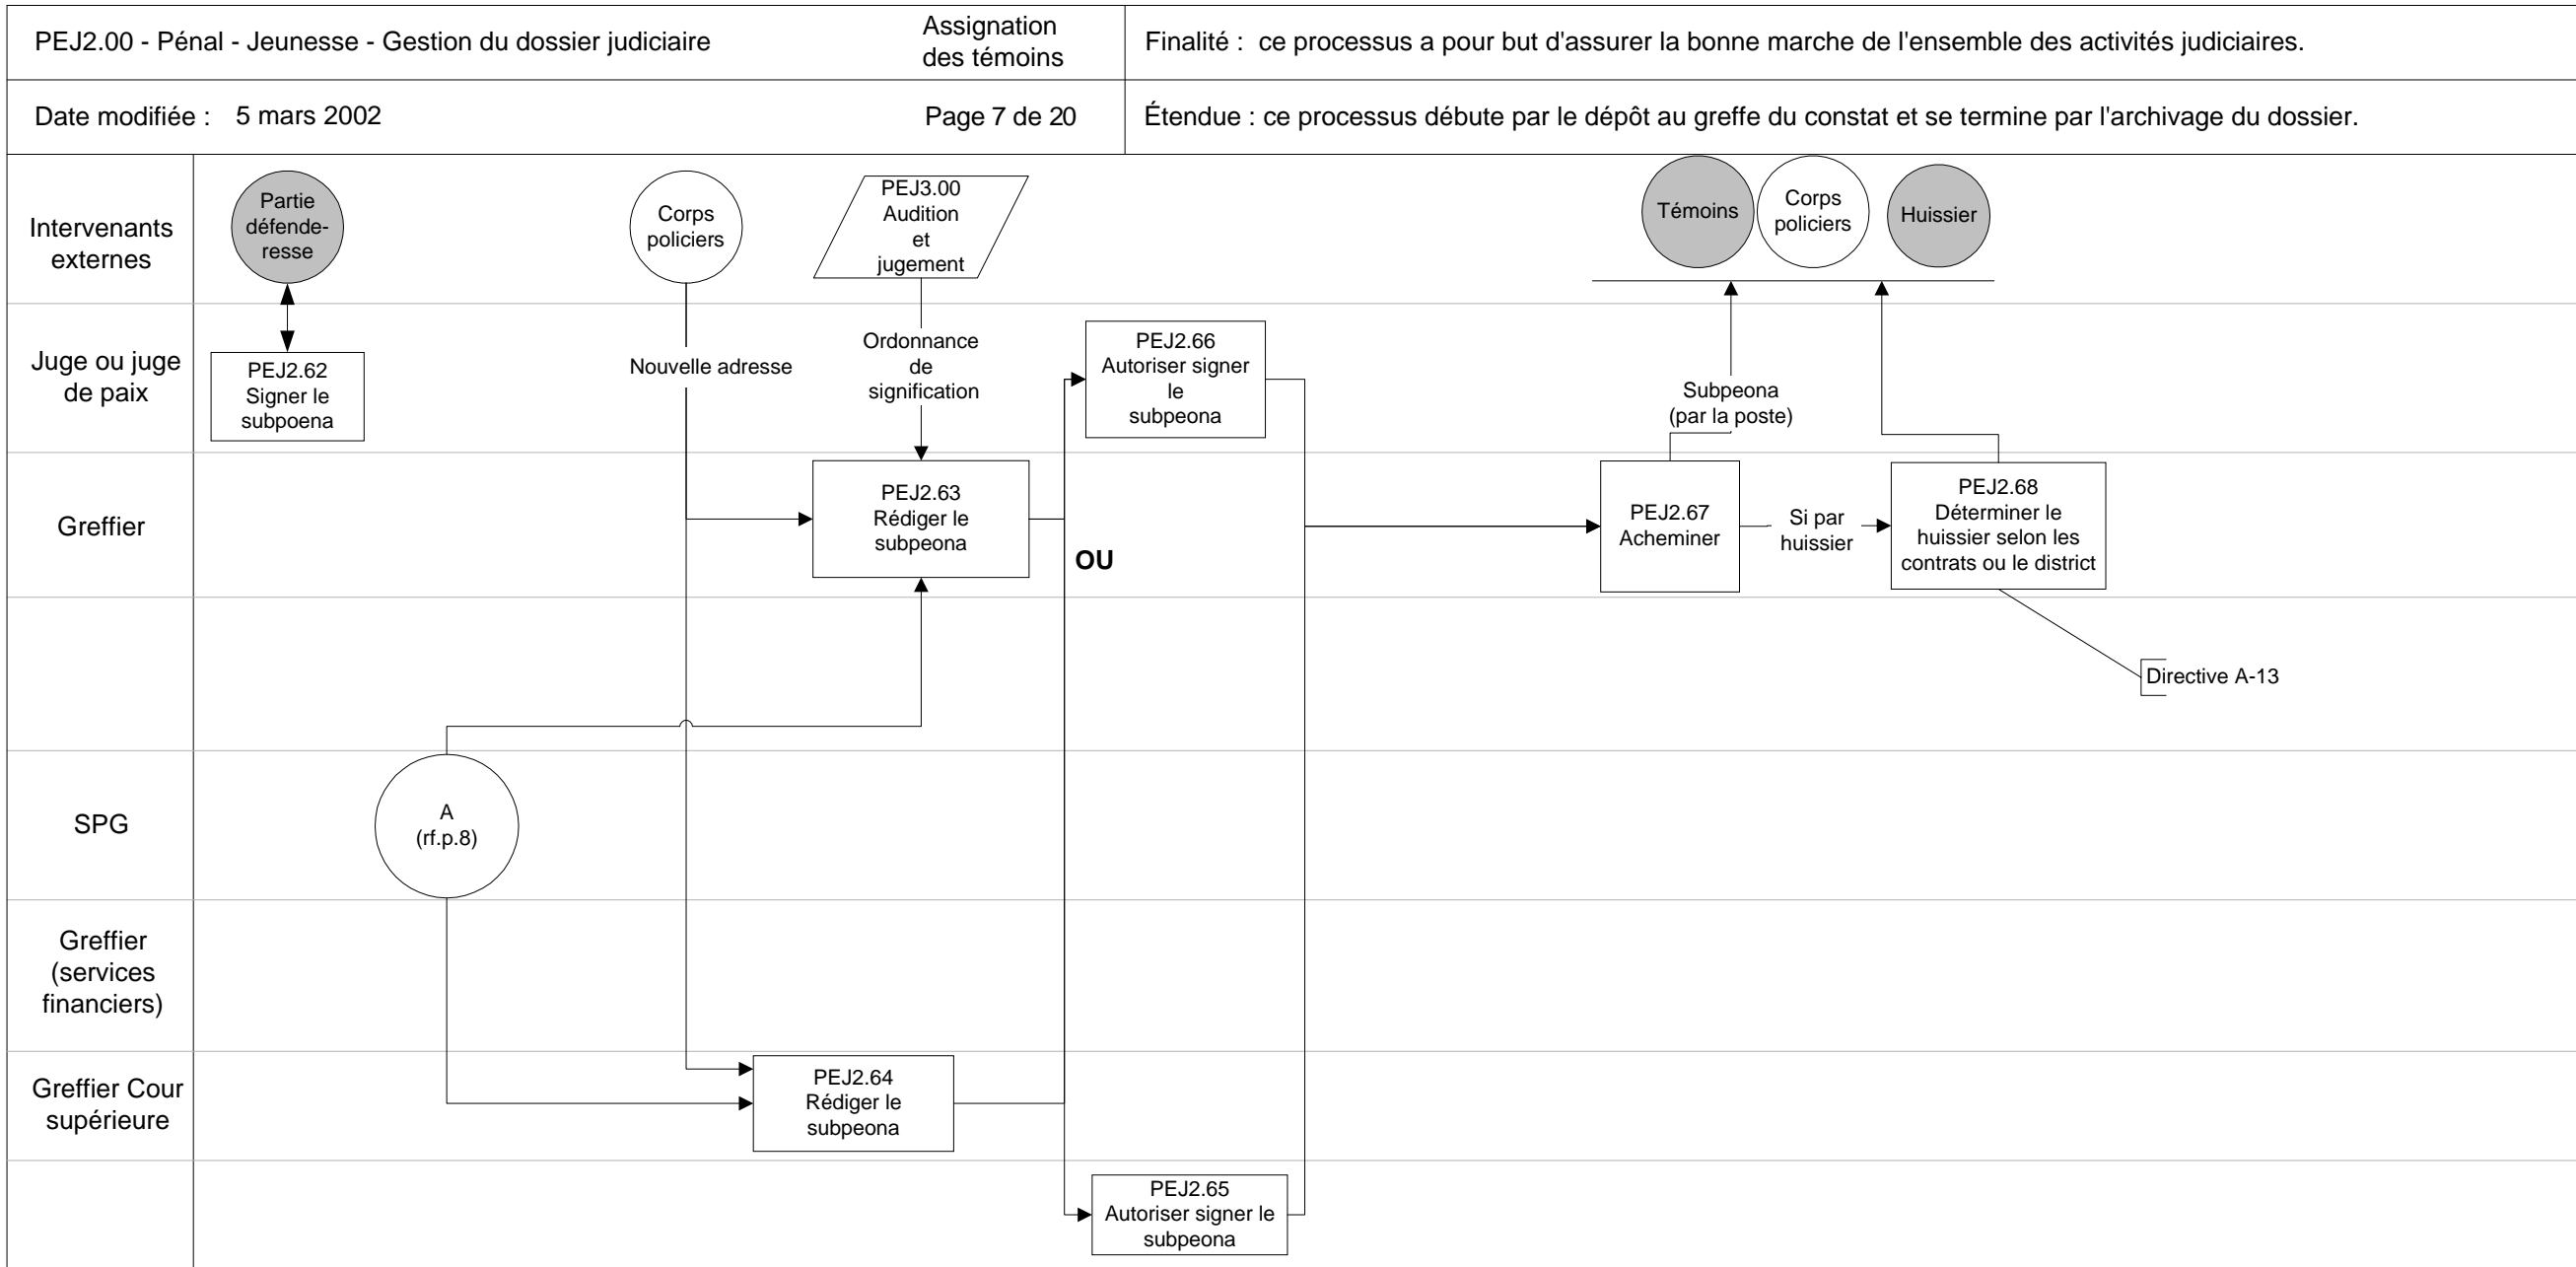 PEJ2.00 - Pénal - Jeunesse - Gestion du dossier judiciaire
Assignation
des témoins
Finalité : ce processus a pour but d'assurer la bonne marche de l'ensemble des activités judiciaires.
Date modifiée : 5 mars 2002
Page 7 de 20
Étendue : ce processus débute par le dépôt au greffe du constat et se termine par l'archivage du dossier.
Intervenants
externes
Partie
défende-
resse
Corps
policiers
PEJ3.00
Audition
et
jugement
Témoins
Corps
policiers
Huissier
Juge ou juge
de paix
PEJ2.62
Signer le
subpoena
Nouvelle adresse
Ordonnance
de
signification
PEJ2.66
Autoriser signer
le
subpeona
Subpeona
(par la poste)
Greffier
PEJ2.63
Rédiger le
subpeona
OU
PEJ2.67
Acheminer
Si par
huissier
PEJ2.68
Déterminer le
huissier selon les
contrats ou le district
Directive A-13
SPG
A
(rf.p.8)
Greffier
(services
financiers)
Greffier Cour
supérieure
PEJ2.64
Rédiger le
subpeona
PEJ2.65
Autoriser signer le
subpeona